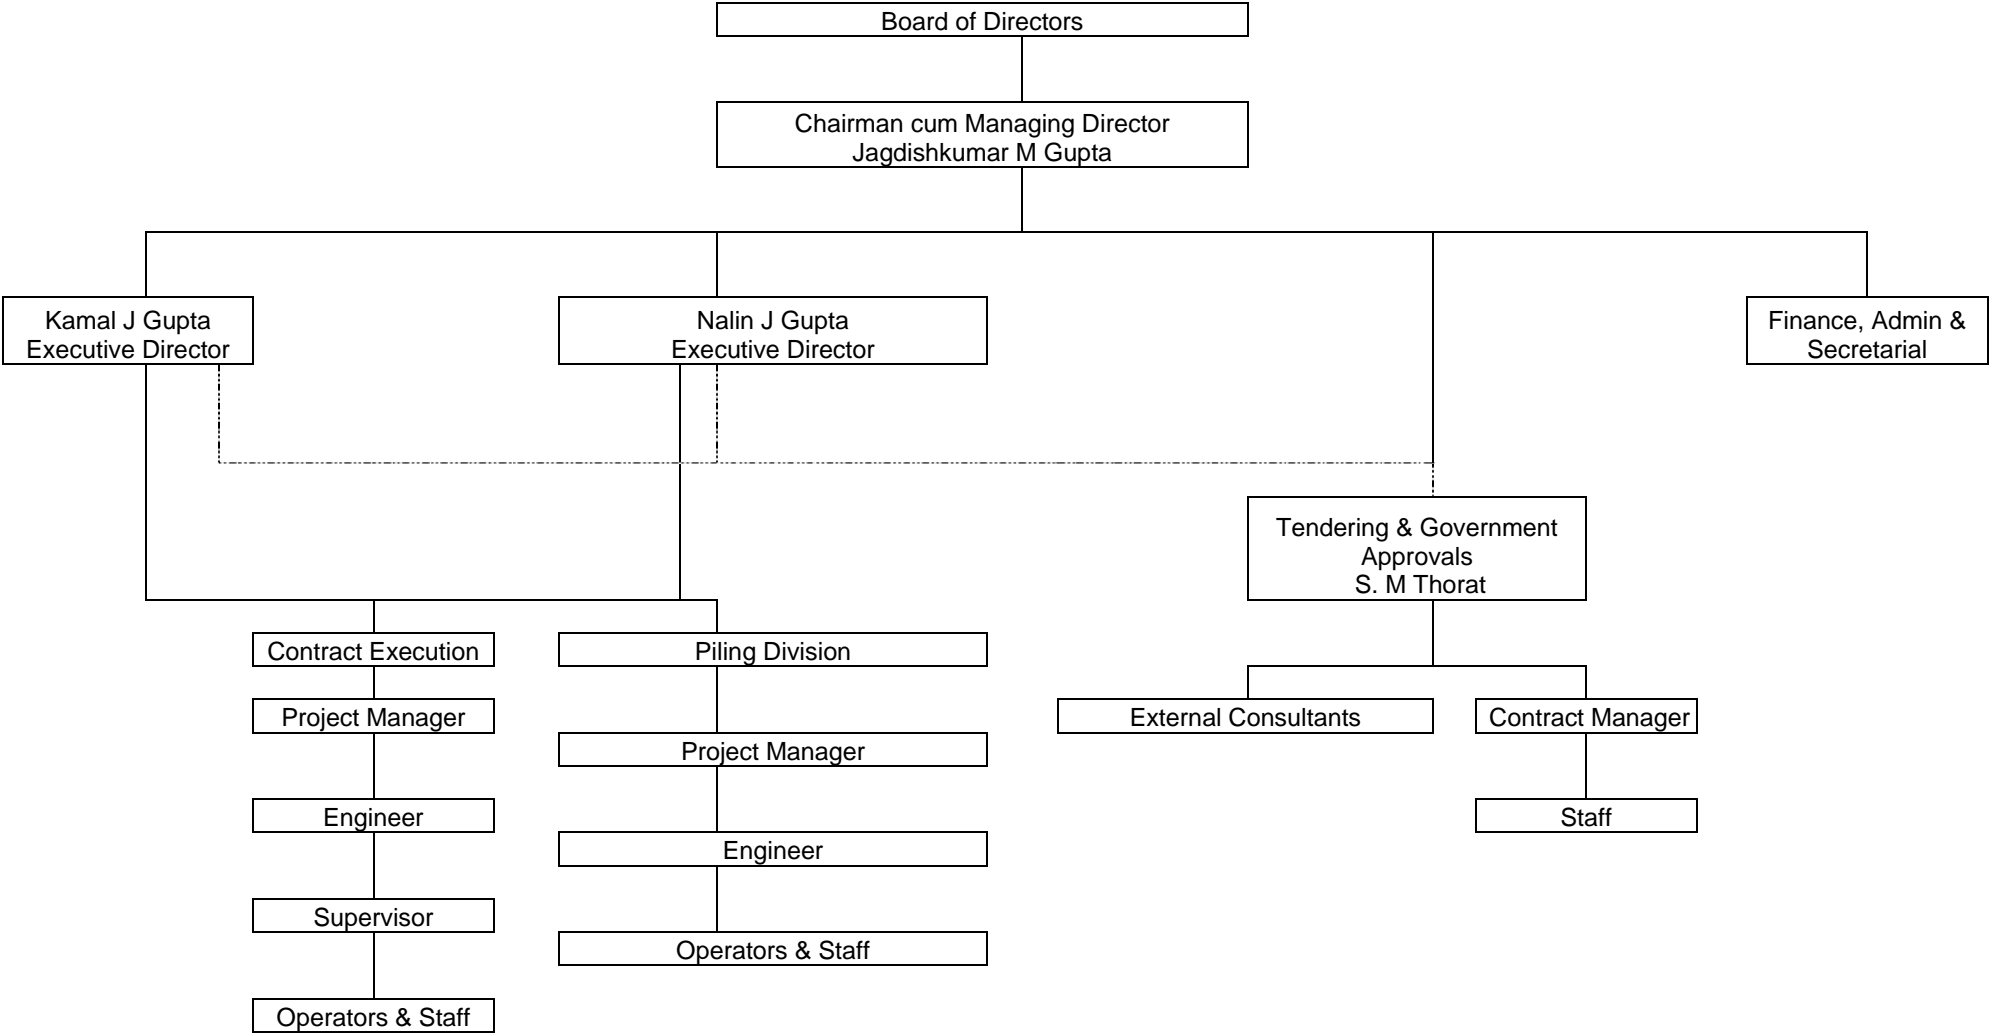 Board of Directors
Chairman cum Managing Director
Jagdishkumar M Gupta
Kamal J Gupta
Executive Director
Nalin J Gupta
Executive Director
Finance, Admin &
Secretarial
Tendering & Government
Approvals
S. M Thorat
Contract Execution
Project Manager
Engineer
Supervisor
Operators & Staff
Piling Division
Project Manager
Engineer
Operators & Staff
External Consultants
Contract Manager
Staff